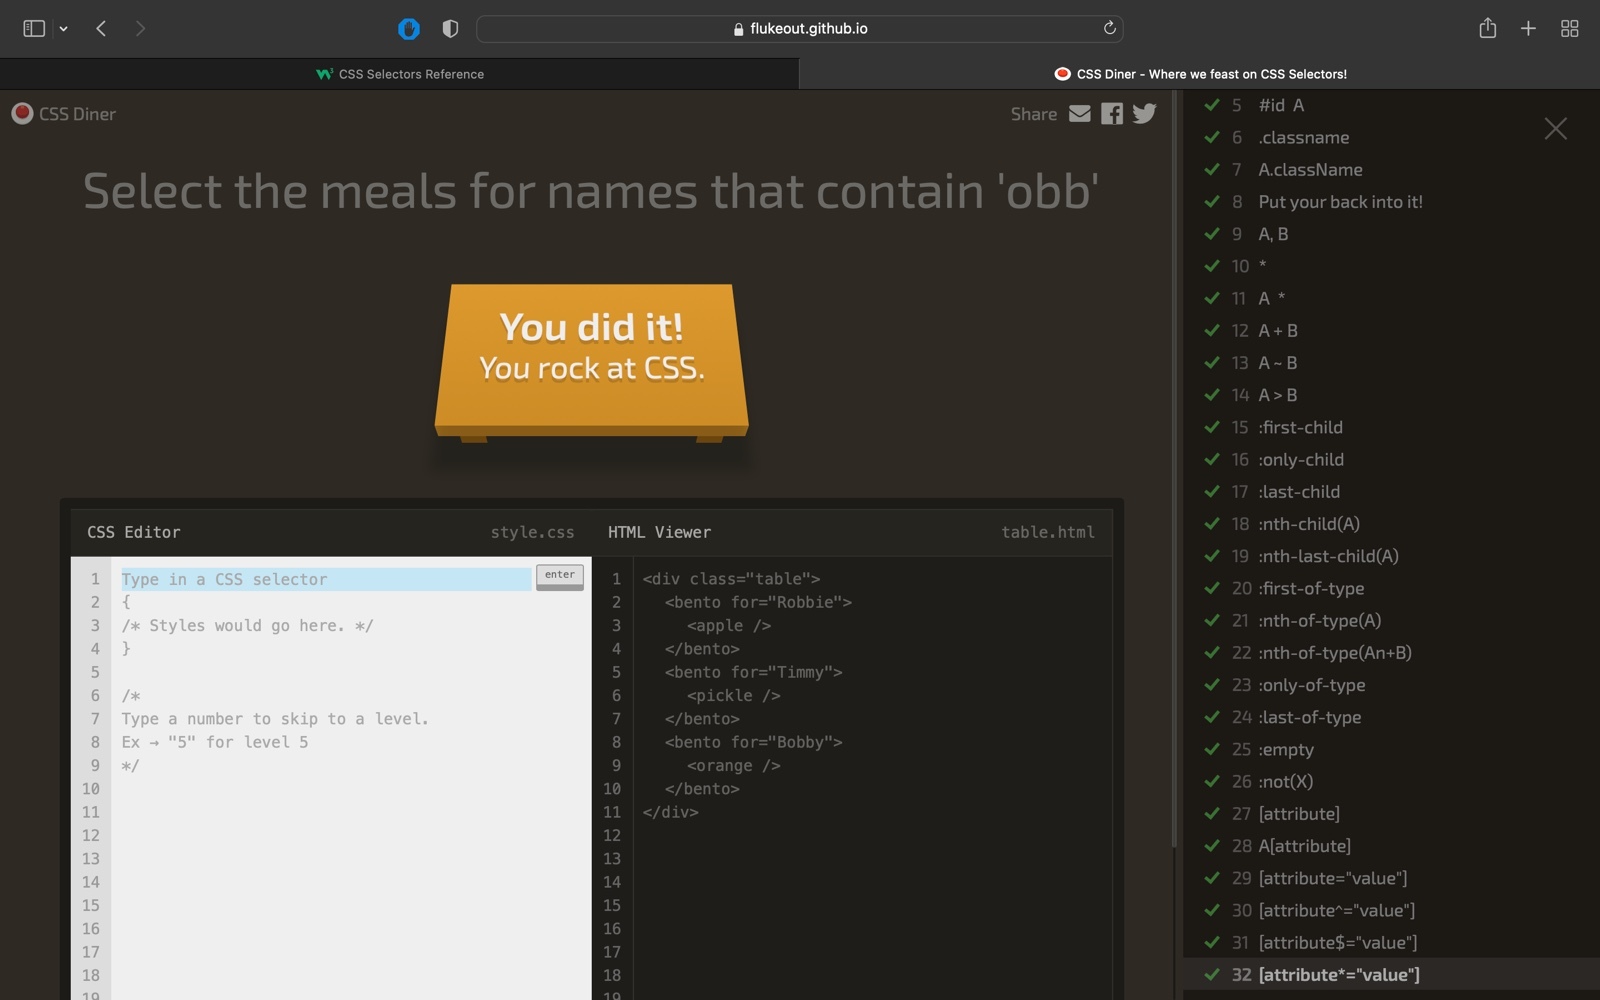 flukeout.github.io
CSS Selectors Reference
CSS Diner - Where we feast on CSS Selectors!
CSS Diner
Share
Select the meals for names that contain 'obb'
You did it!
You rock at CSS.
CSS Editor
style.css
1 Type in a CSS selector
enter
2 {
3 /* Styles would go here. */
4 }
5
6 /*
7 Type a number to skip to a level.
8 Ex → "5" for level 5
9 */
10
11
12
13
14
15
16
17
18
19
HTML Viewer
table.html
1 <div class="table">
2 <bento for="Robbie">
3 <apple />
4 </bento>
5 <bento for="Timmy">
6 <pickle />
7 </bento>
8 <bento for="Bobby">
9 <orange />
10 </bento>
11 </div>
12
13
14
15
16
17
18
19
5 #id A
6 .classname
7 A.className
8 Put your back into it!
9 A, B
10 *
11 A *
12 A + B
13 A ~ B
14 A > B
15 :first-child
16 :only-child
17 :last-child
18 :nth-child(A)
19 :nth-last-child(A)
20 :first-of-type
21 :nth-of-type(A)
22 :nth-of-type(An+B)
23 :only-of-type
24 :last-of-type
25 :empty
26 :not(X)
27 [attribute]
28 A[attribute]
29 [attribute="value"]
30 [attribute^="value"]
31 [attribute$="value"]
32 [attribute*="value"]